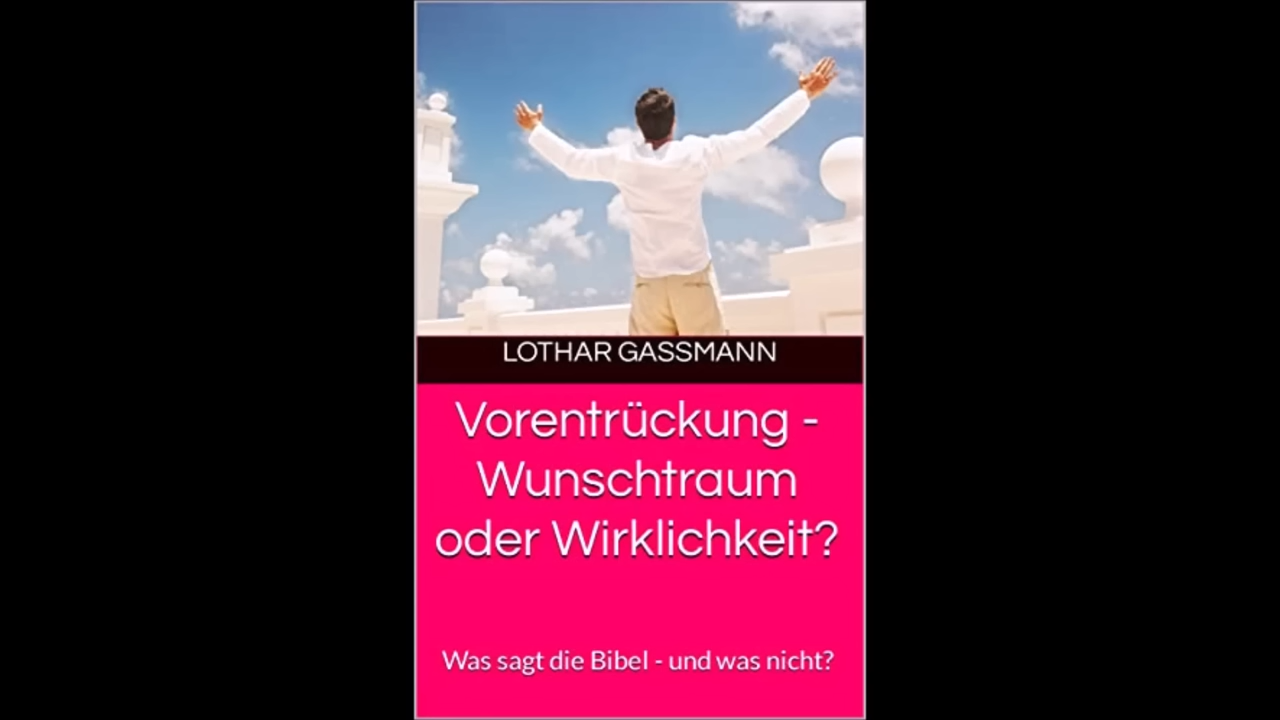 LOTHAR GASSMANN
Vorentrückung -
Wunschtraum
oder Wirklichkeit?
Was sagt die Bibel - und was nicht?